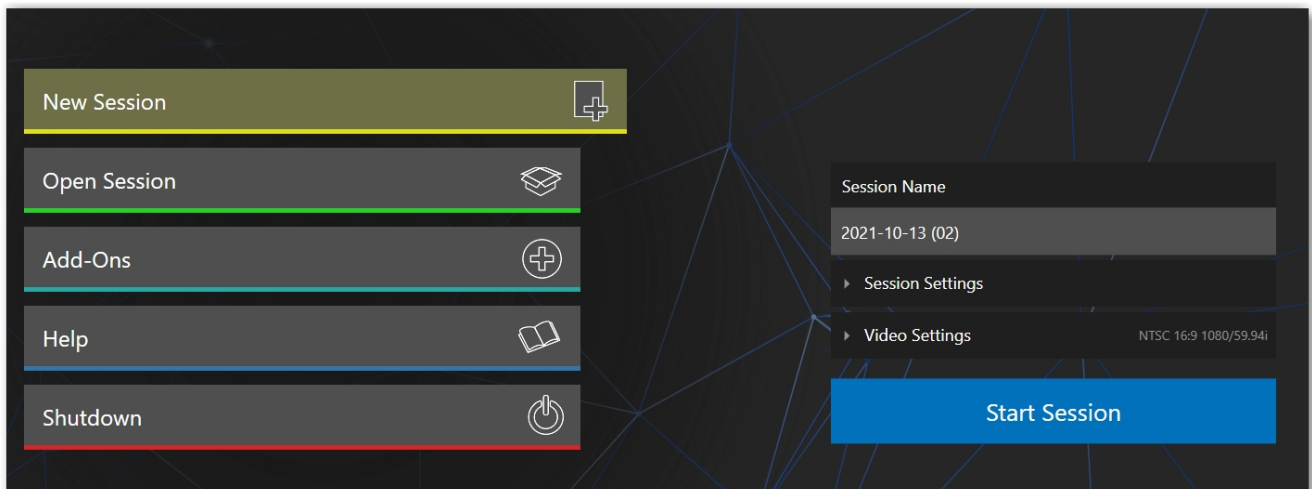 New Session
Open Session
Add-Ons
Help
Shutdown
Session Name
2021-10-13 (02)
Session Settings
Video Settings NTSC 16:9 1080/59.94i
Start Session